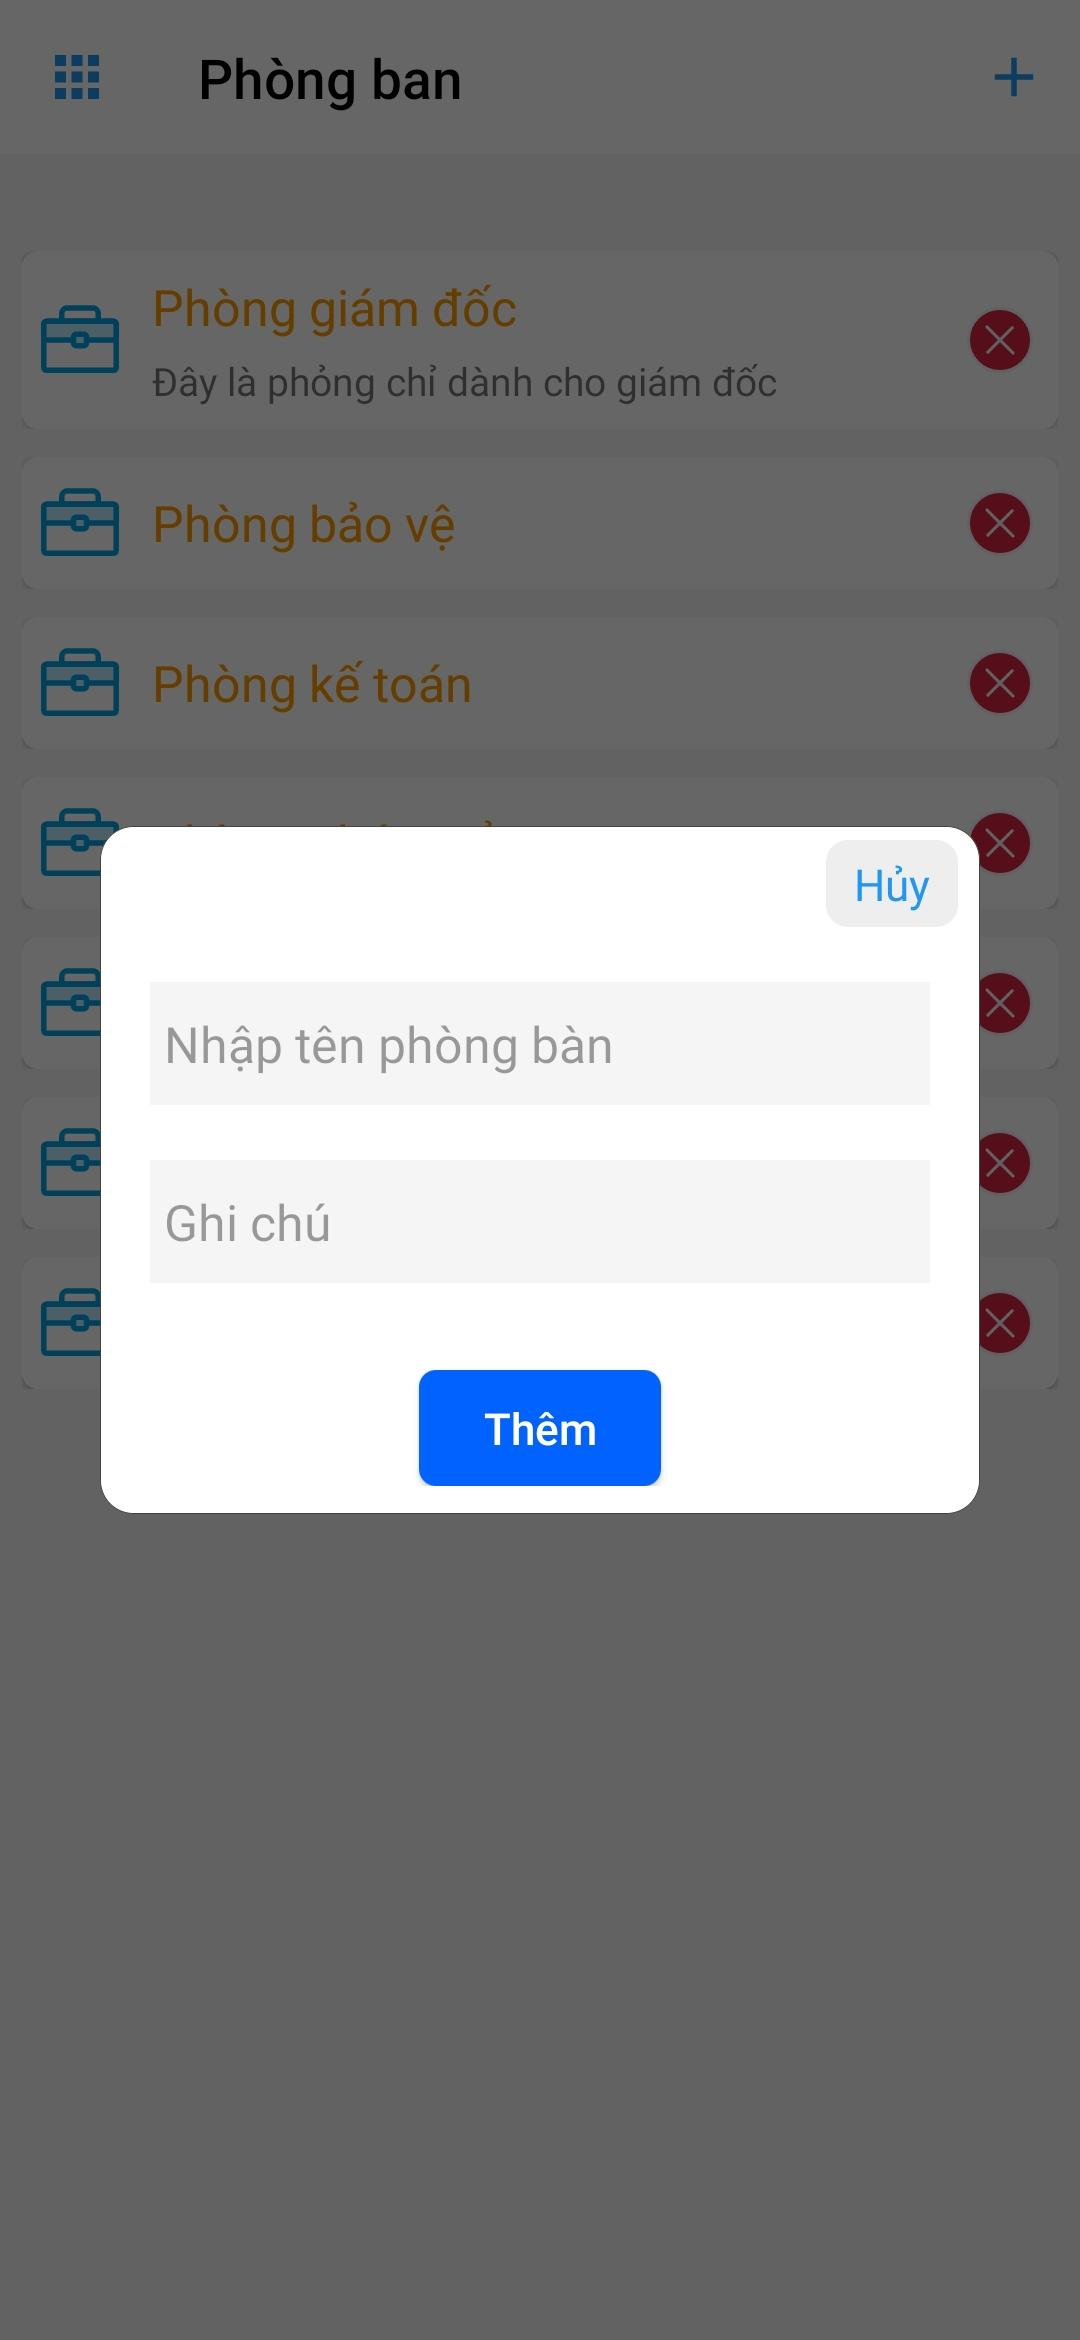 Phòng ban
Phòng giám đốc
Đây là phỏng chỉ dành cho giám đốc
Phòng bảo vệ
Phòng kế toán
Hủy
Nhập tên phòng bàn
Ghi chú
Thêm